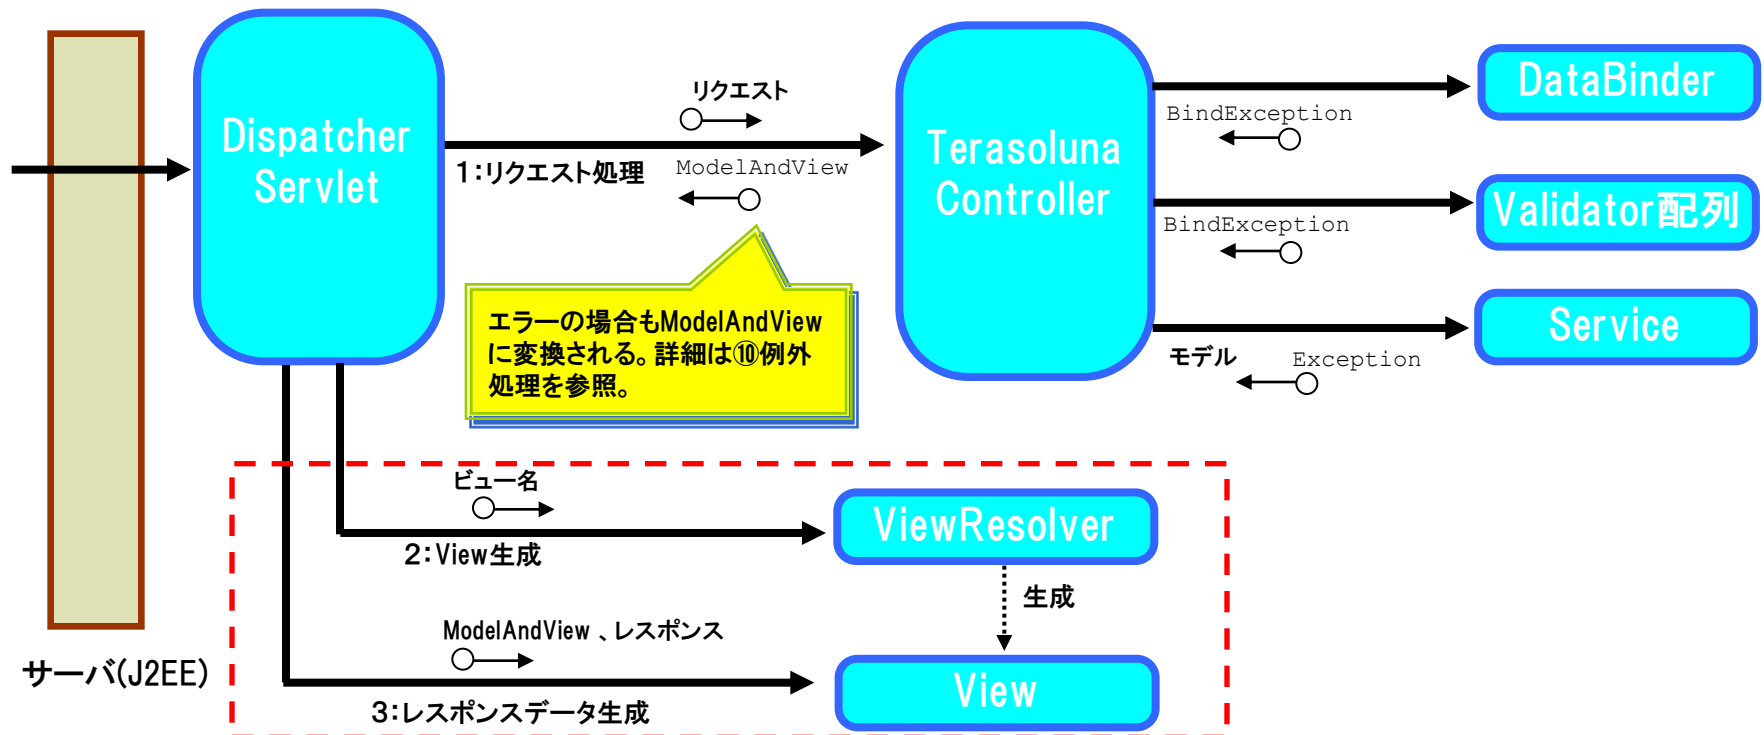 リクエスト
DataBinder
BindException
Dispatcher
Servlet
1:リクエスト処理
ModelAndView
Terasoluna
Controller
Validator配列
BindException
エラーの場合もModelAndView
に変換される。詳細は⑩例外
処理を参照。
Service
モデル
Exception
ビュー名
2:View生成
ViewResolver
生成
ModelAndView 、レスポンス
サーバ(J2EE)
3:レスポンスデータ生成
View